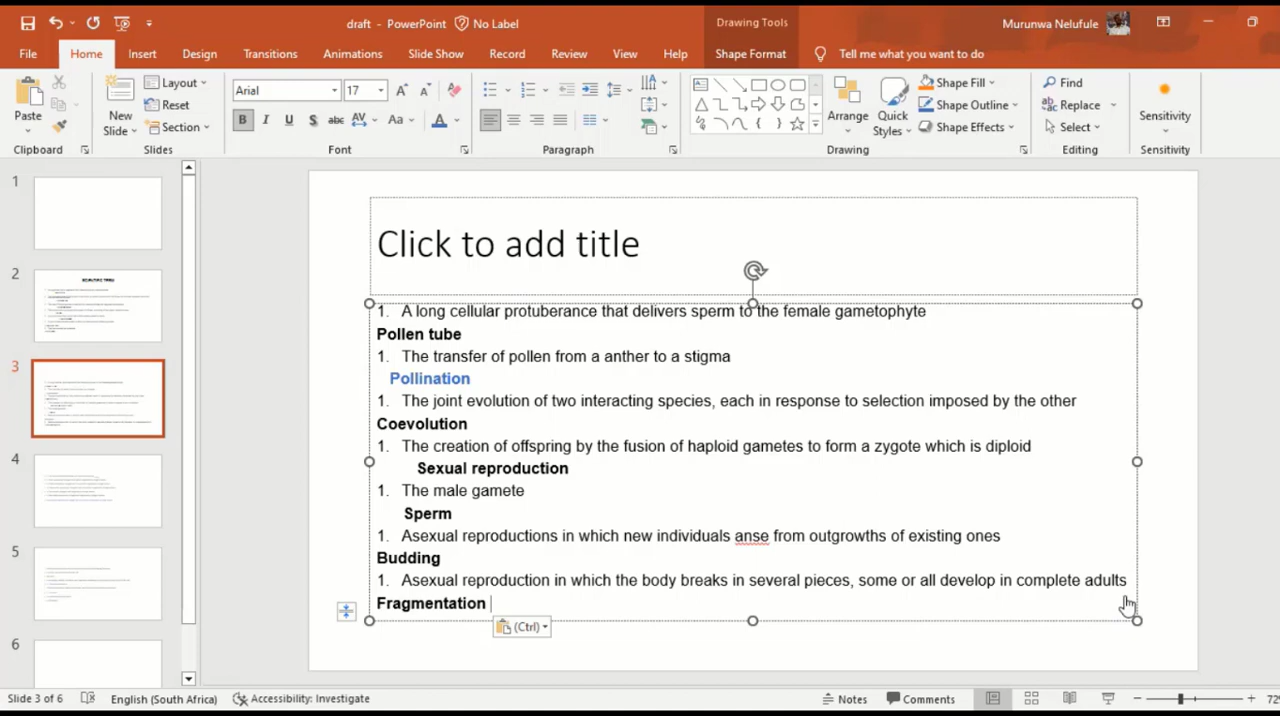 draft - PowerPoint No Label
Drawing Tools
Murunwa Nelufule
File Home Insert Design Transitions Animations Slide Show Record Review View Help Shape Format Tell me what you want to do
Paste
Clipboard
New Slide
Layout
Reset
Section
Slides
Arial 17
B I U S abc AV Aa A
Font
Paragraph
Arrange
Quick Styles
Shape Fill
Shape Outline
Shape Effects
Drawing
Find
Replace
Select
Editing
Sensitivity
Sensitivity
1
2
3
4
5
6
Click to add title
1. A long cellular protuberance that delivers sperm to the female gametophyte
Pollen tube
1. The transfer of pollen from a anther to a stigma
Pollination
1. The joint evolution of two interacting species, each in response to selection imposed by the other
Coevolution
1. The creation of offspring by the fusion of haploid gametes to form a zygote which is diploid
Sexual reproduction
1. The male gamete
Sperm
1. Asexual reproductions in which new individuals anse from outgrowths of existing ones
Budding
1. Asexual reproduction in which the body breaks in several pieces, some or all develop in complete adults
Fragmentation
(Ctrl)
Slide 3 of 6 English (South Africa) Accessibility: Investigate Notes Comments